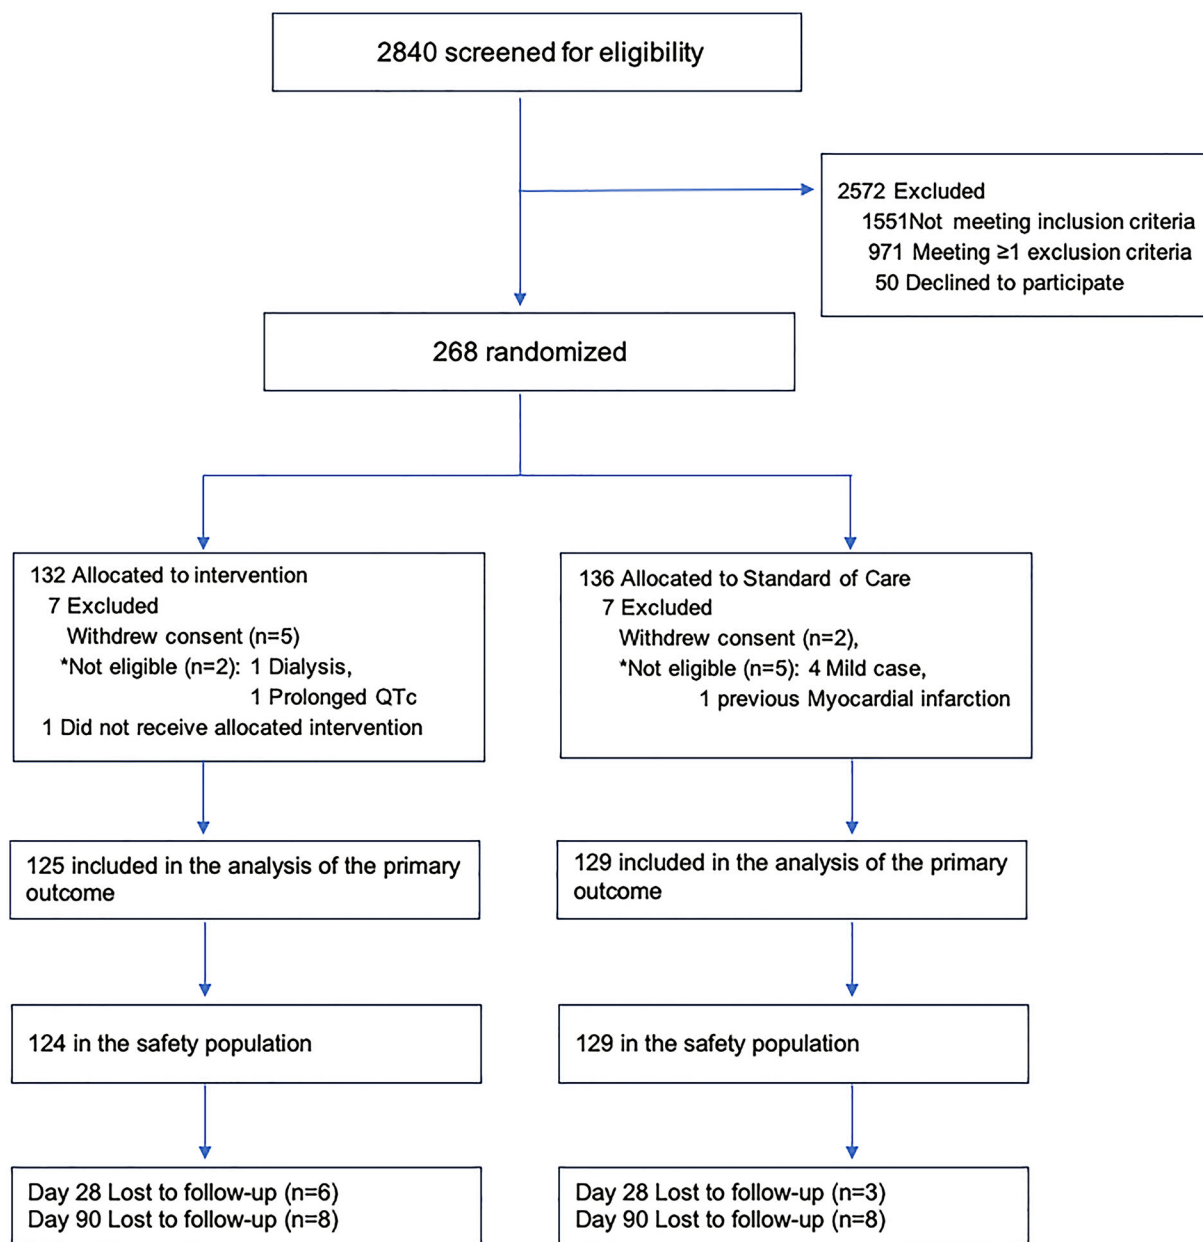 2840 screened for eligibility
2572 Excluded
1551Not meeting inclusion criteria
971 Meeting ≥1 exclusion criteria
50 Declined to participate
268 randomized
132 Allocated to intervention
7 Excluded
Withdrew consent (n=5)
*Not eligible (n=2): 1 Dialysis,
1 Prolonged QTc
1 Did not receive allocated intervention
136 Allocated to Standard of Care
7 Excluded
Withdrew consent (n=2),
*Not eligible (n=5): 4 Mild case,
1 previous Myocardial infarction
125 included in the analysis of the primary
outcome
129 included in the analysis of the primary
outcome
124 in the safety population
129 in the safety population
Day 28 Lost to follow-up (n=6)
Day 90 Lost to follow-up (n=8)
Day 28 Lost to follow-up (n=3)
Day 90 Lost to follow-up (n=8)